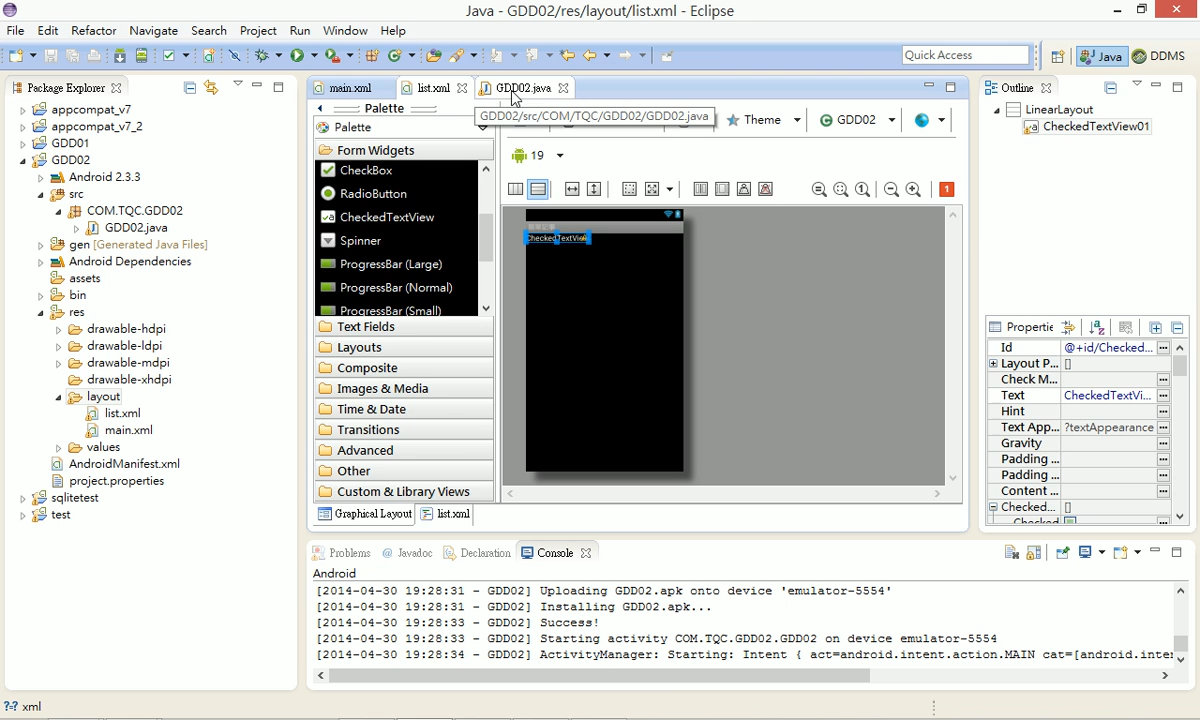 Java - GDD02/res/layout/list.xml - Eclipse
File Edit Refactor Navigate Search Project Run Window Help
Quick Access
Java
DDMS
Package Explorer
appcompat_v7
appcompat_v7_2
GDD01
GDD02
Android 2.3.3
src
COM.TQC.GDD02
GDD02.java
gen [Generated Java Files]
Android Dependencies
assets
bin
res
drawable-hdpi
drawable-ldpi
drawable-mdpi
drawable-xhdpi
layout
list.xml
main.xml
values
AndroidManifest.xml
project.properties
sqlitetest
test
main.xml
list.xml
GDD02.java
GDD02/src/COM/TQC/GDD02/GDD02.java
Palette
Palette
Form Widgets
CheckBox
RadioButton
CheckedTextView
Spinner
ProgressBar (Large)
ProgressBar (Normal)
ProgressBar (Small)
Text Fields
Layouts
Composite
Images & Media
Time & Date
Transitions
Advanced
Other
Custom & Library Views
Graphical Layout
list.xml
Theme
GDD02
19
1
CheckedTextView
Outline
LinearLayout
CheckedTextView01
Propertie
Id @+id/Checked...
Layout P... []
Check M...
Text CheckedTextVi...
Hint
Text App... ?textAppearance
Gravity
Padding ...
Padding ...
Content ...
Checked... []
Checked
Problems
@ Javadoc
Declaration
Console
Android
[2014-04-30 19:28:31 - GDD02] Uploading GDD02.apk onto device 'emulator-5554'
[2014-04-30 19:28:31 - GDD02] Installing GDD02.apk...
[2014-04-30 19:28:33 - GDD02] Success!
[2014-04-30 19:28:33 - GDD02] Starting activity COM.TQC.GDD02.GDD02 on device emulator-5554
[2014-04-30 19:28:34 - GDD02] ActivityManager: Starting: Intent { act=android.intent.action.MAIN cat=[android.inter
xml